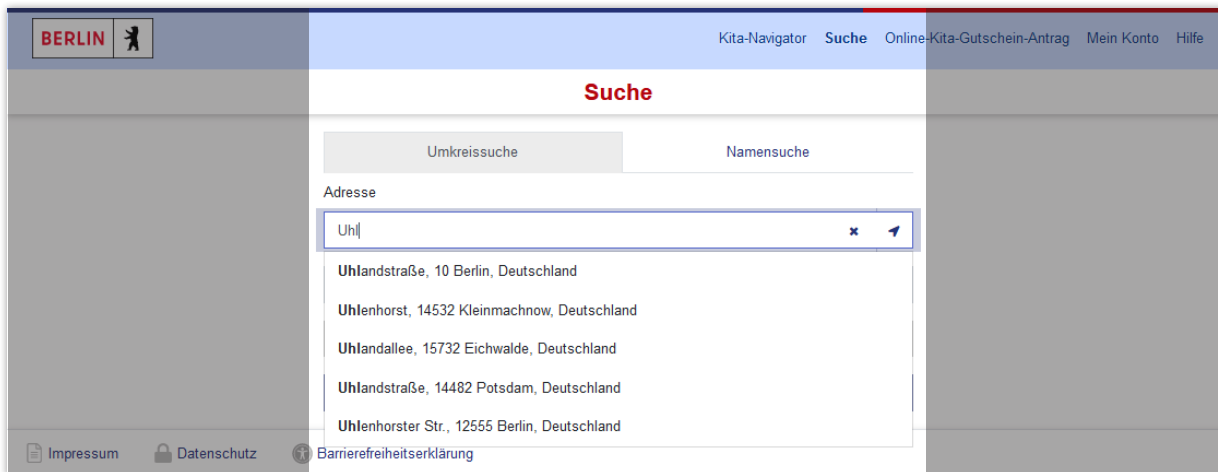 BERLIN
Kita-Navigator Suche Online-Kita-Gutschein-Antrag Mein Konto Hilfe
Suche
Umkreissuche Namensuche
Adresse
Uhl
Uhlandstraße, 10 Berlin, Deutschland
Uhlenhorst, 14532 Kleinmachnow, Deutschland
Uhlandallee, 15732 Eichwalde, Deutschland
Uhlandstraße, 14482 Potsdam, Deutschland
Uhlenhorster Str., 12555 Berlin, Deutschland
Impressum Datenschutz Barrierefreiheitserklärung